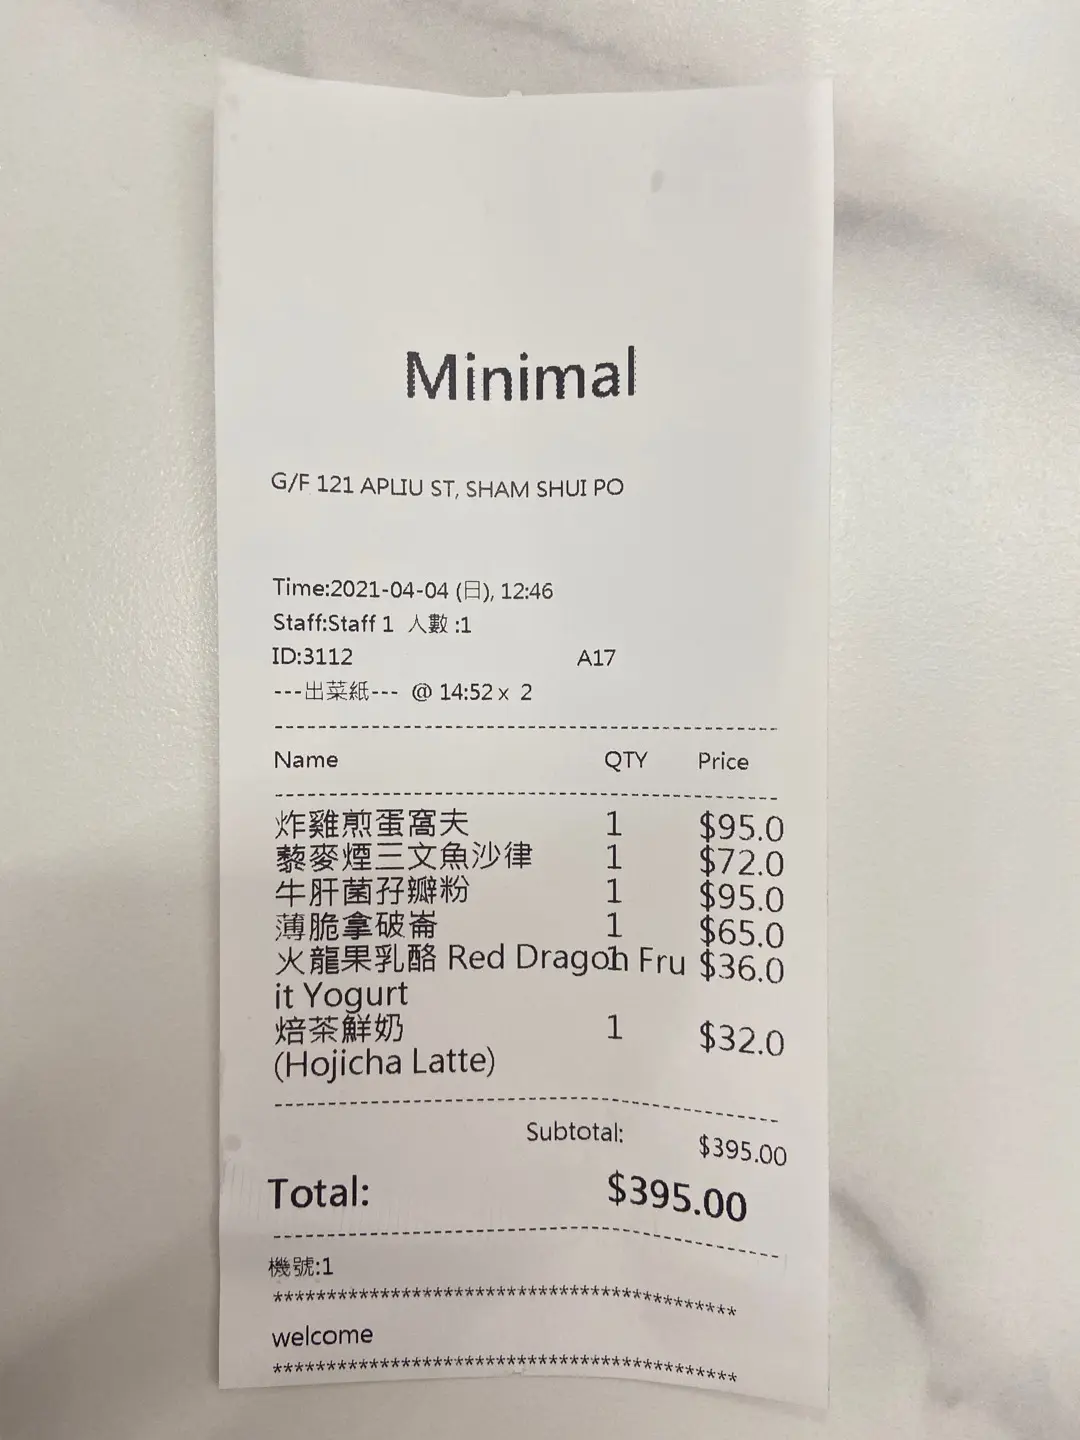 Minimal
G/F 121 APLIU ST, SHAM SHUI PO
Time:2021-04-04 (日), 12:46
Staff:Staff 1 人數 :1
ID:3112 A17
---出菜紙--- @ 14:52 x 2
Name QTY Price
炸雞煎蛋窩夫 1 $95.0
藜麥煙三文魚沙律 1 $72.0
牛肝菌孖瓣粉 1 $95.0
薄脆拿破崙 1 $65.0
火龍果乳酪 Red Dragon Fru 1 $36.0
it Yogurt
焙茶鮮奶 1 $32.0
(Hojicha Latte)
Subtotal: $395.00
Total: $395.00
機號:1
*******************************************
welcome
*******************************************